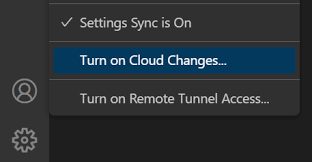 Settings Sync is On
Turn on Cloud Changes...
Turn on Remote Tunnel Access...